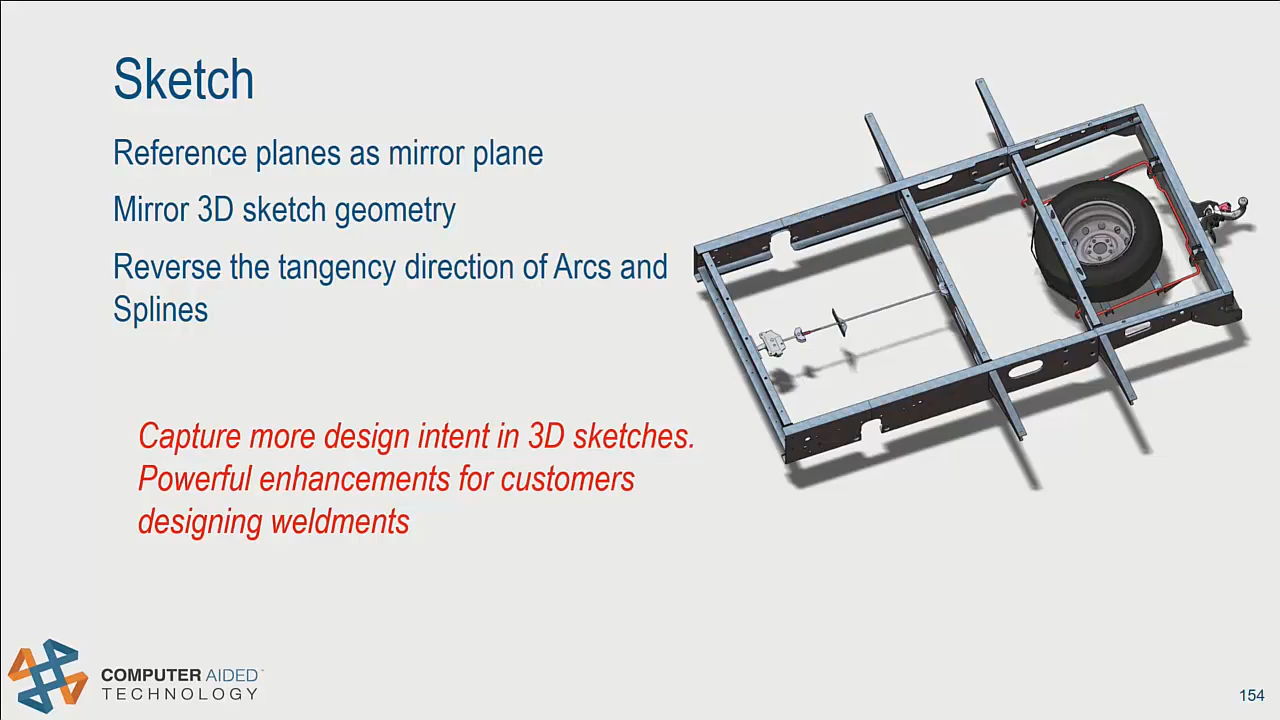 Sketch
Reference planes as mirror plane
Mirror 3D sketch geometry
Reverse the tangency direction of Arcs and
Splines
Capture more design intent in 3D sketches.
Powerful enhancements for customers
designing weldments
COMPUTER AIDED
TECHNOLOGY
154